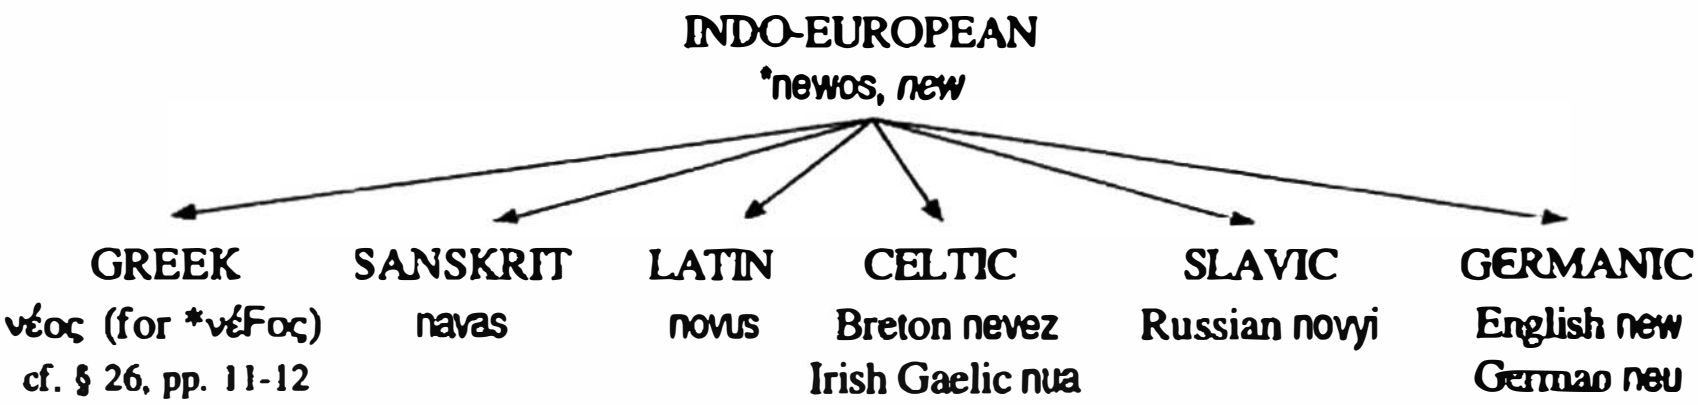 INDO-EUROPEAN
*newos, new
GREEK SANSKRIT LATIN CELTIC SLAVIC GERMANIC
νέος (for *νέϜος) navas novus Breton nevez Russian novyi English new
cf. § 26, pp. 11-12 Irish Gaelic nua German neu